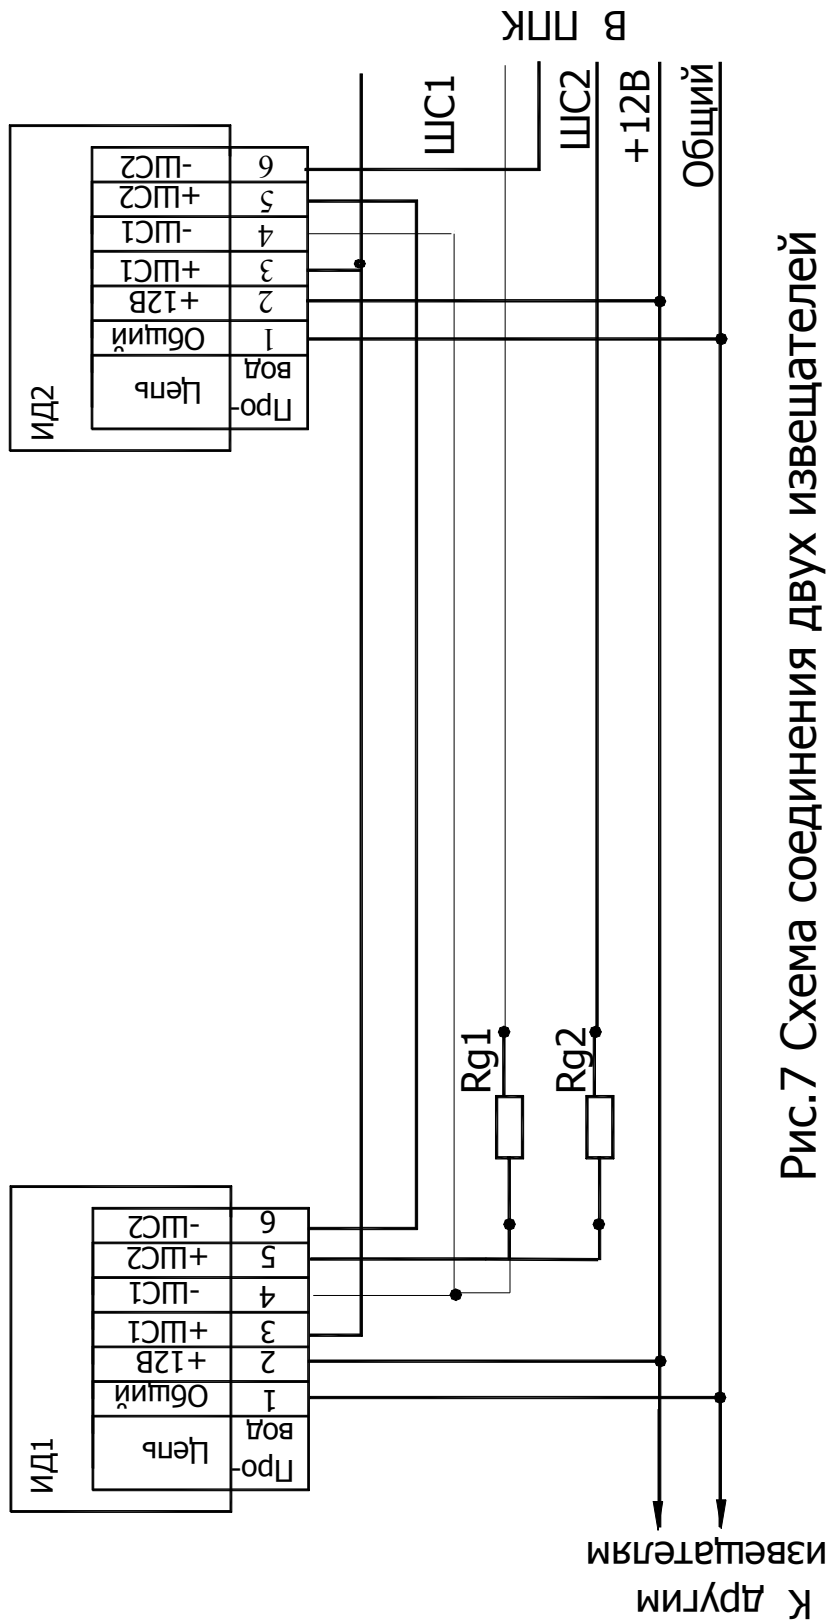 В ППК
ШС1
ШС2
+12В
Общий
ИД2
6 -ШС2
5 +ШС2
4 -ШС1
3 +ШС1
2 +12В
1 Общий
Про-
вод
Цепь
Rg1
Rg2
ИД1
6 -ШС2
5 +ШС2
4 -ШС1
3 +ШС1
2 +12В
1 Общий
Про-
вод
Цепь
К другим
извещателям
Рис.7 Схема соединения двух извещателей